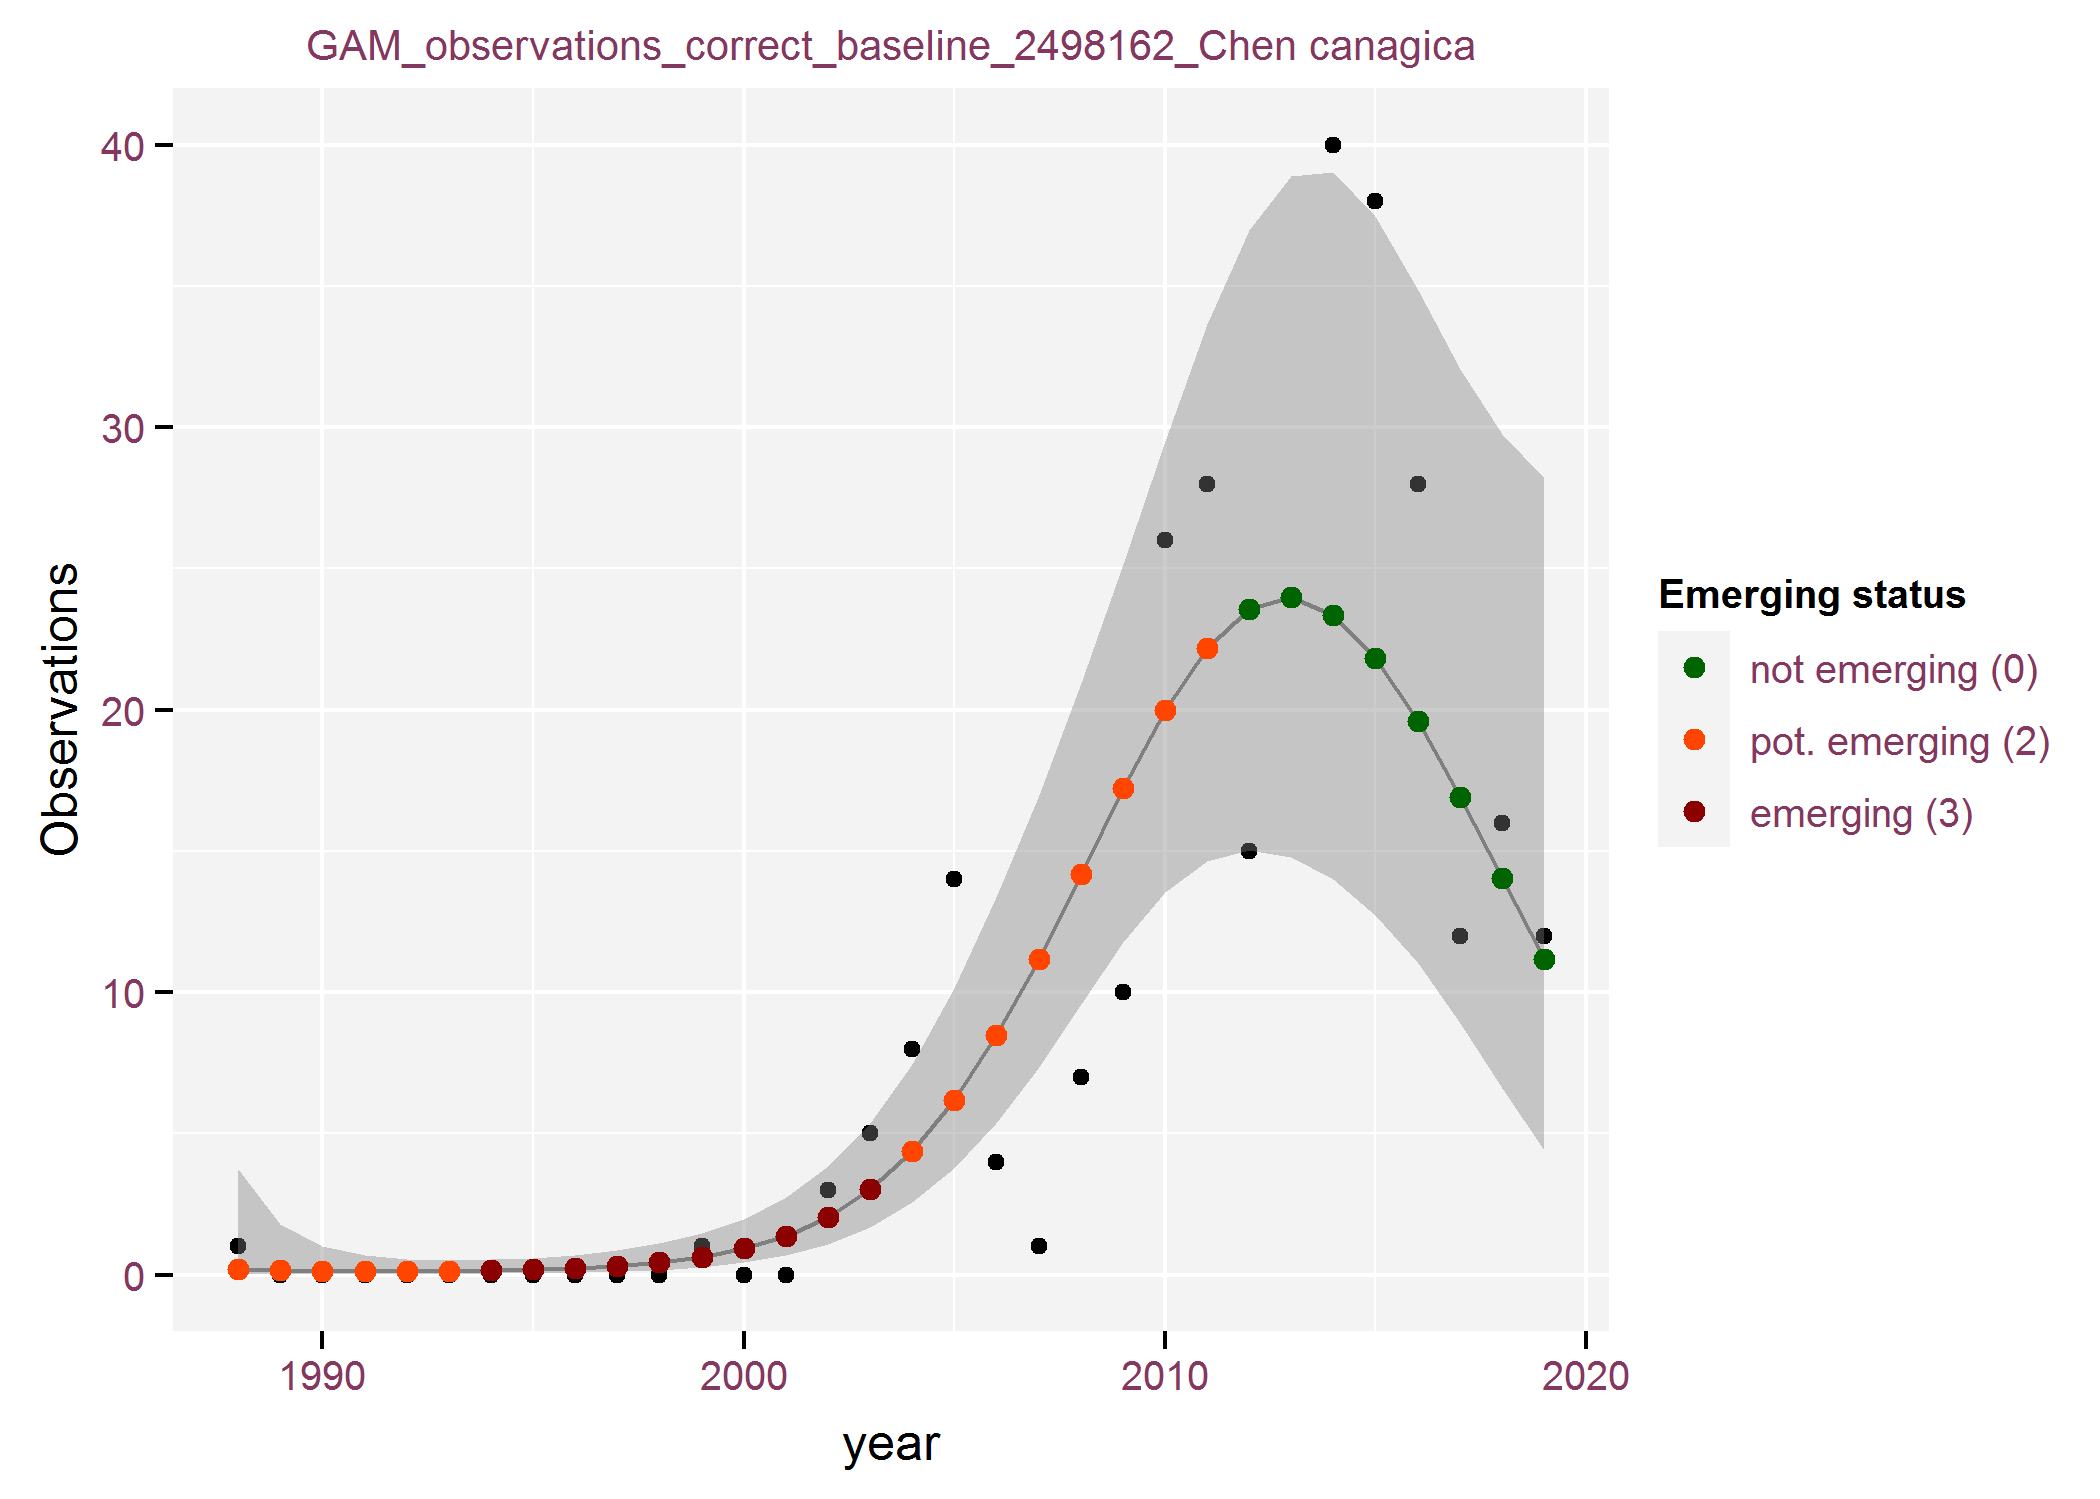 GAM_observations_correct_baseline_2498162_Chen canagica
40
30
20
10
0
Observations
1990
2000
2010
2020
year
Emerging status
not emerging (0)
pot. emerging (2)
emerging (3)